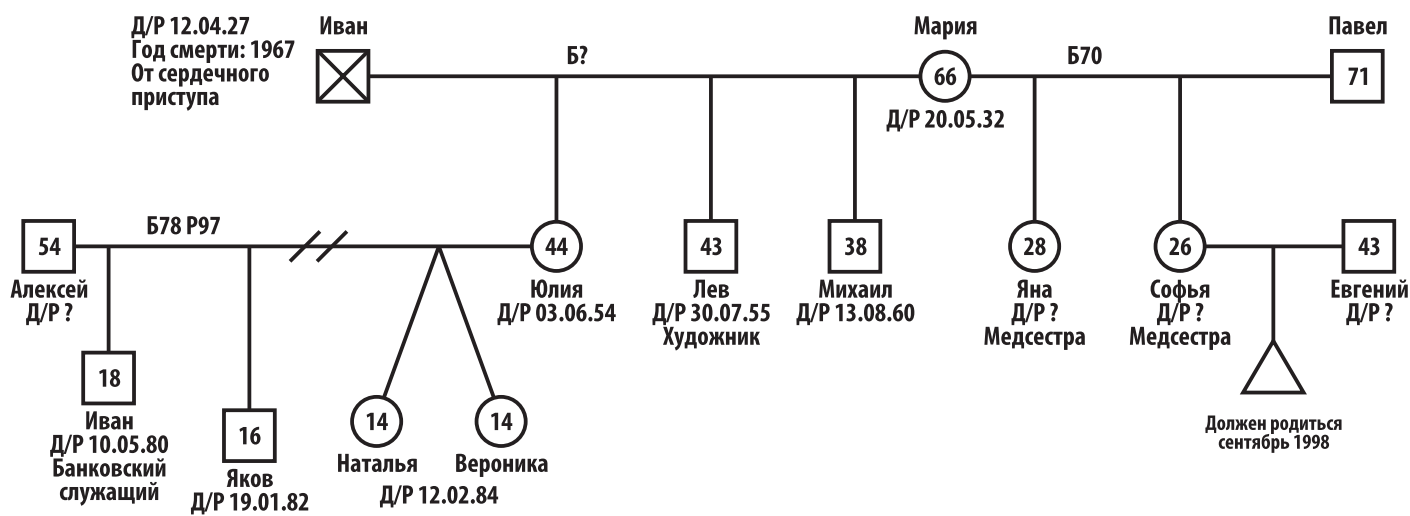 Д/Р 12.04.27
Год смерти: 1967
От сердечного
приступа
Иван
Б?
Мария
66
Д/Р 20.05.32
Б70
Павел
71
54
Алексей
Д/Р ?
Б78 Р97
44
Юлия
Д/Р 03.06.54
43
Лев
Д/Р 30.07.55
Художник
38
Михаил
Д/Р 13.08.60
28
Яна
Д/Р ?
Медсестра
26
Софья
Д/Р ?
Медсестра
43
Евгений
Д/Р ?
18
Иван
Д/Р 10.05.80
Банковский
служащий
16
Яков
Д/Р 19.01.82
14
Наталья
14
Вероника
Д/Р 12.02.84
Должен родиться
сентябрь 1998